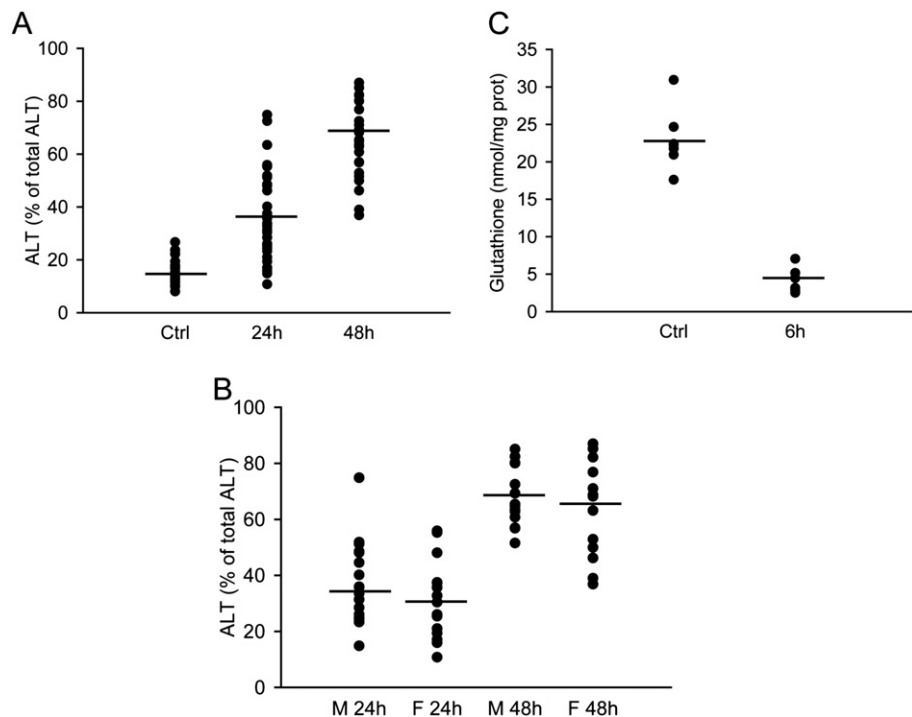 A
ALT (% of total ALT)
100
80
60
40
20
0
Ctrl 24h 48h
C
Glutathione (nmol/mg prot)
35
30
25
20
15
10
5
0
Ctrl 6h
B
ALT (% of total ALT)
100
80
60
40
20
0
M 24h F 24h M 48h F 48h